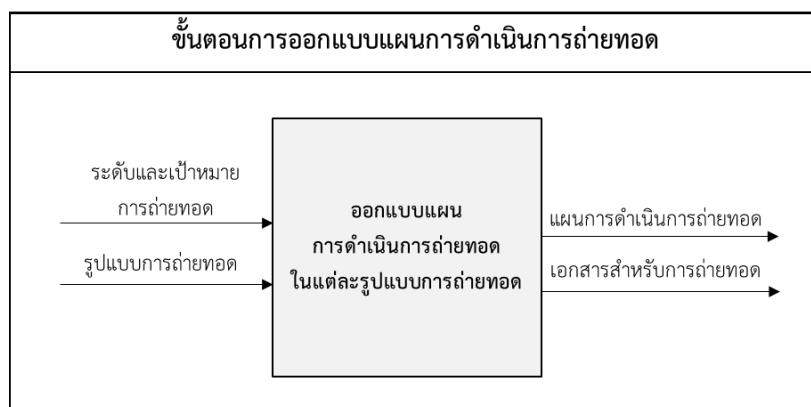 ขั้นตอนการออกแบบแผนการดำเนินการถ่ายทอด
ระดับและเป้าหมาย
การถ่ายทอด
รูปแบบการถ่ายทอด
ออกแบบแผน
การดำเนินการถ่ายทอด
ในแต่ละรูปแบบการถ่ายทอด
แผนการดำเนินการถ่ายทอด
เอกสารสำหรับการถ่ายทอด